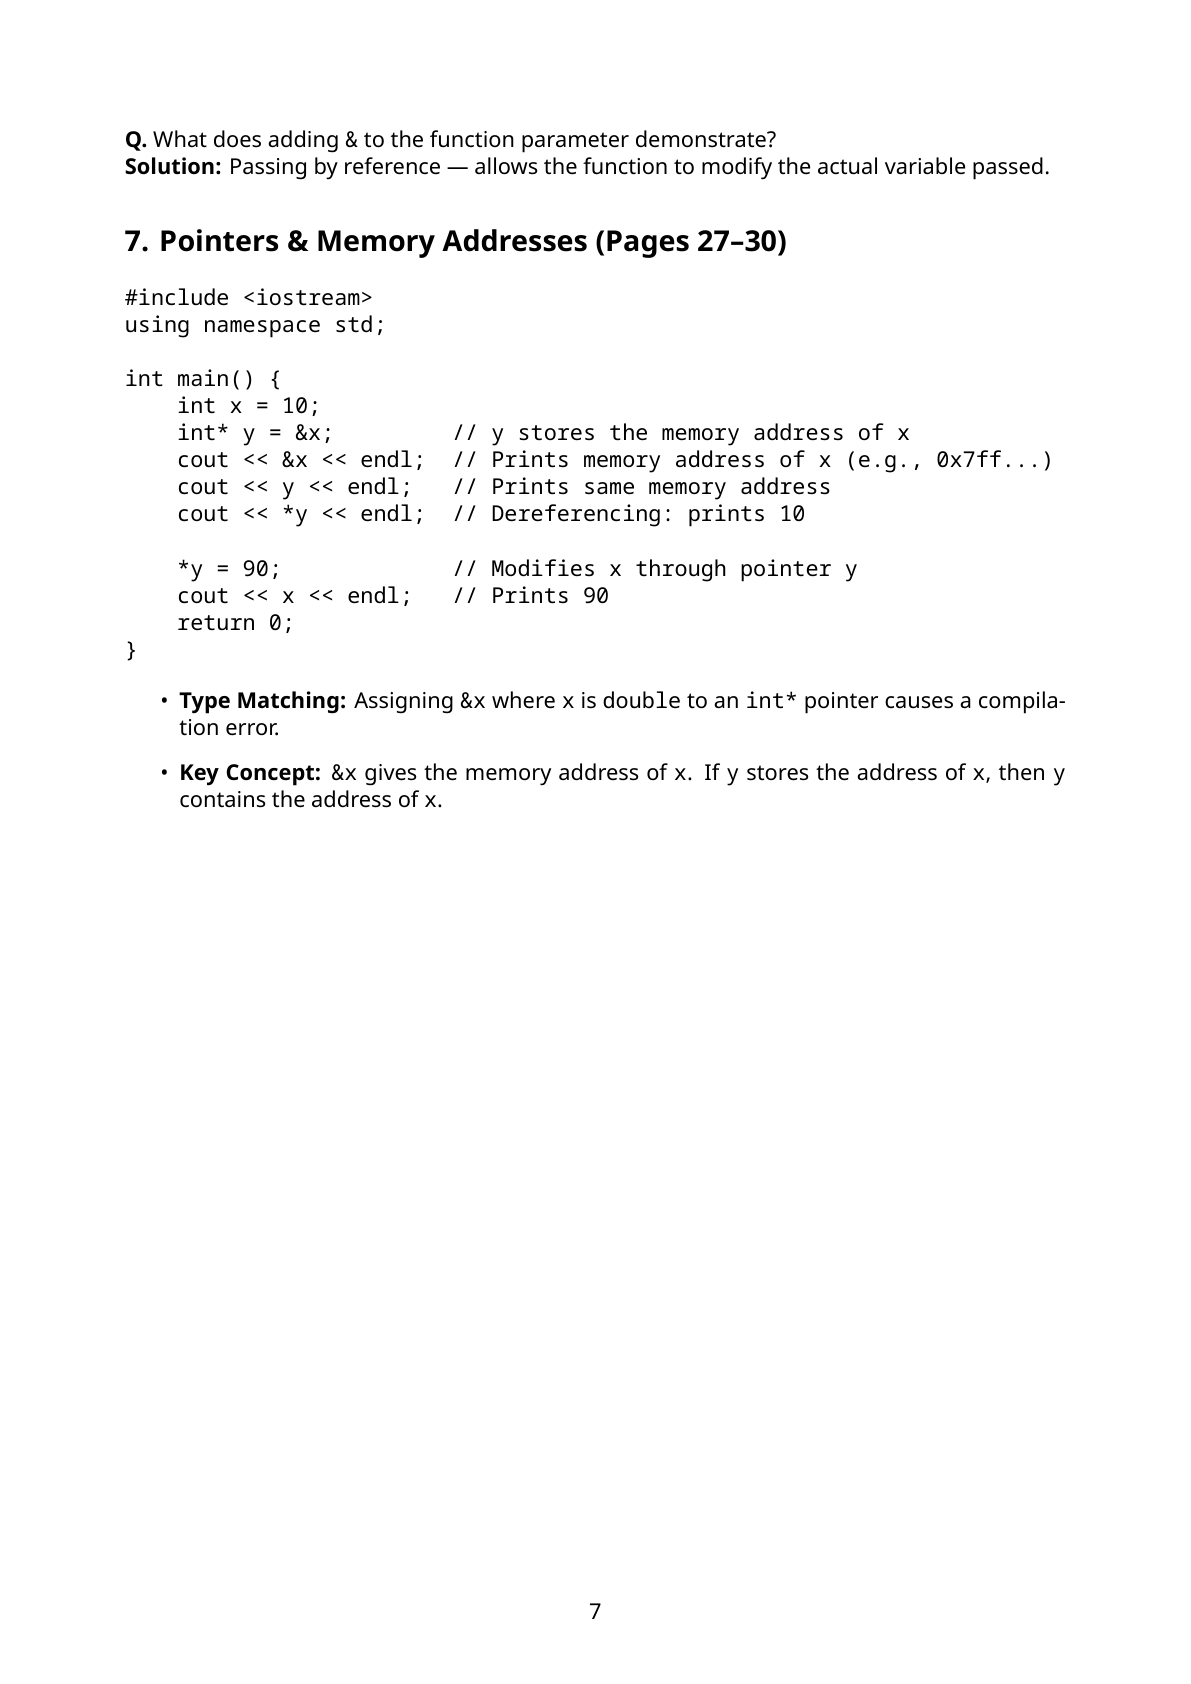 Q. What does adding & to the function parameter demonstrate?
Solution: Passing by reference — allows the function to modify the actual variable passed.
7. Pointers & Memory Addresses (Pages 27–30)
#include <iostream>
using namespace std;
int main() {
    int x = 10;
    int* y = &x;         // y stores the memory address of x
    cout << &x << endl;  // Prints memory address of x (e.g., 0x7ff...)
    cout << y << endl;   // Prints same memory address
    cout << *y << endl;  // Dereferencing: prints 10
    *y = 90;             // Modifies x through pointer y
    cout << x << endl;   // Prints 90
    return 0;
}
• Type Matching: Assigning &x where x is double to an int* pointer causes a compila-
tion error.
• Key Concept: &x gives the memory address of x. If y stores the address of x, then y
contains the address of x.
7